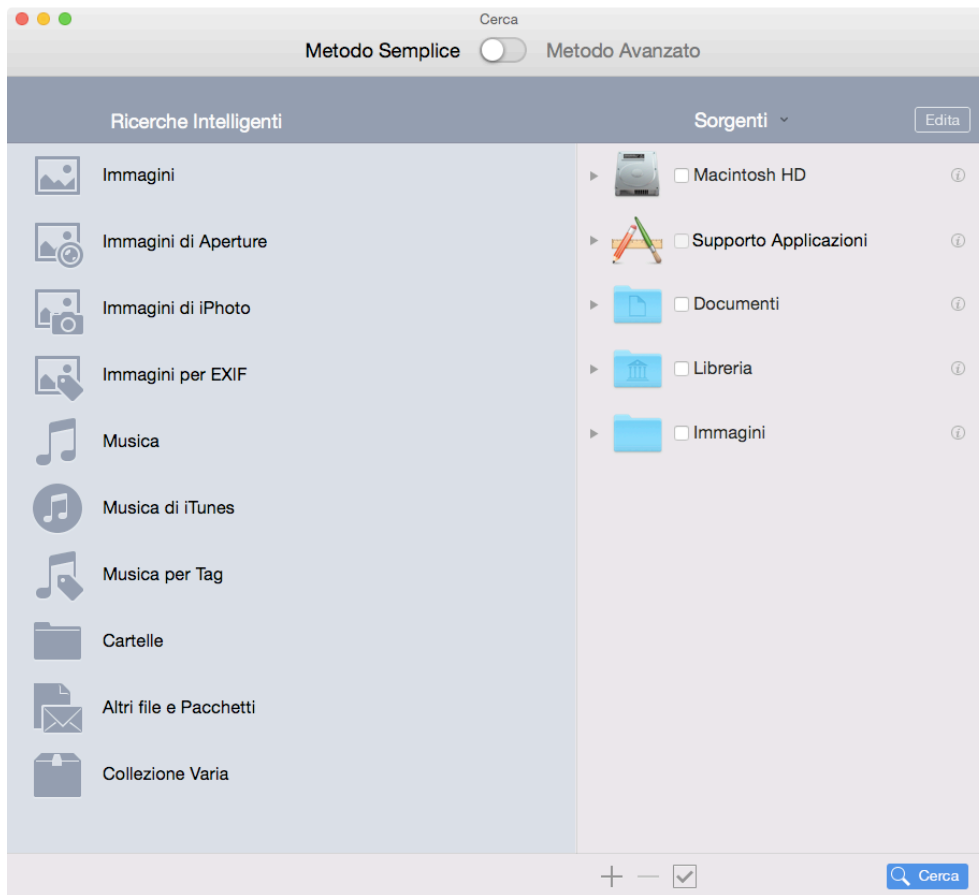 Cerca
Metodo Semplice Metodo Avanzato
Ricerche Intelligenti
Immagini
Immagini di Aperture
Immagini di iPhoto
Immagini per EXIF
Musica
Musica di iTunes
Musica per Tag
Cartelle
Altri file e Pacchetti
Collezione Varia
Sorgenti Edita
Macintosh HD
Supporto Applicazioni
Documenti
Libreria
Immagini
Cerca